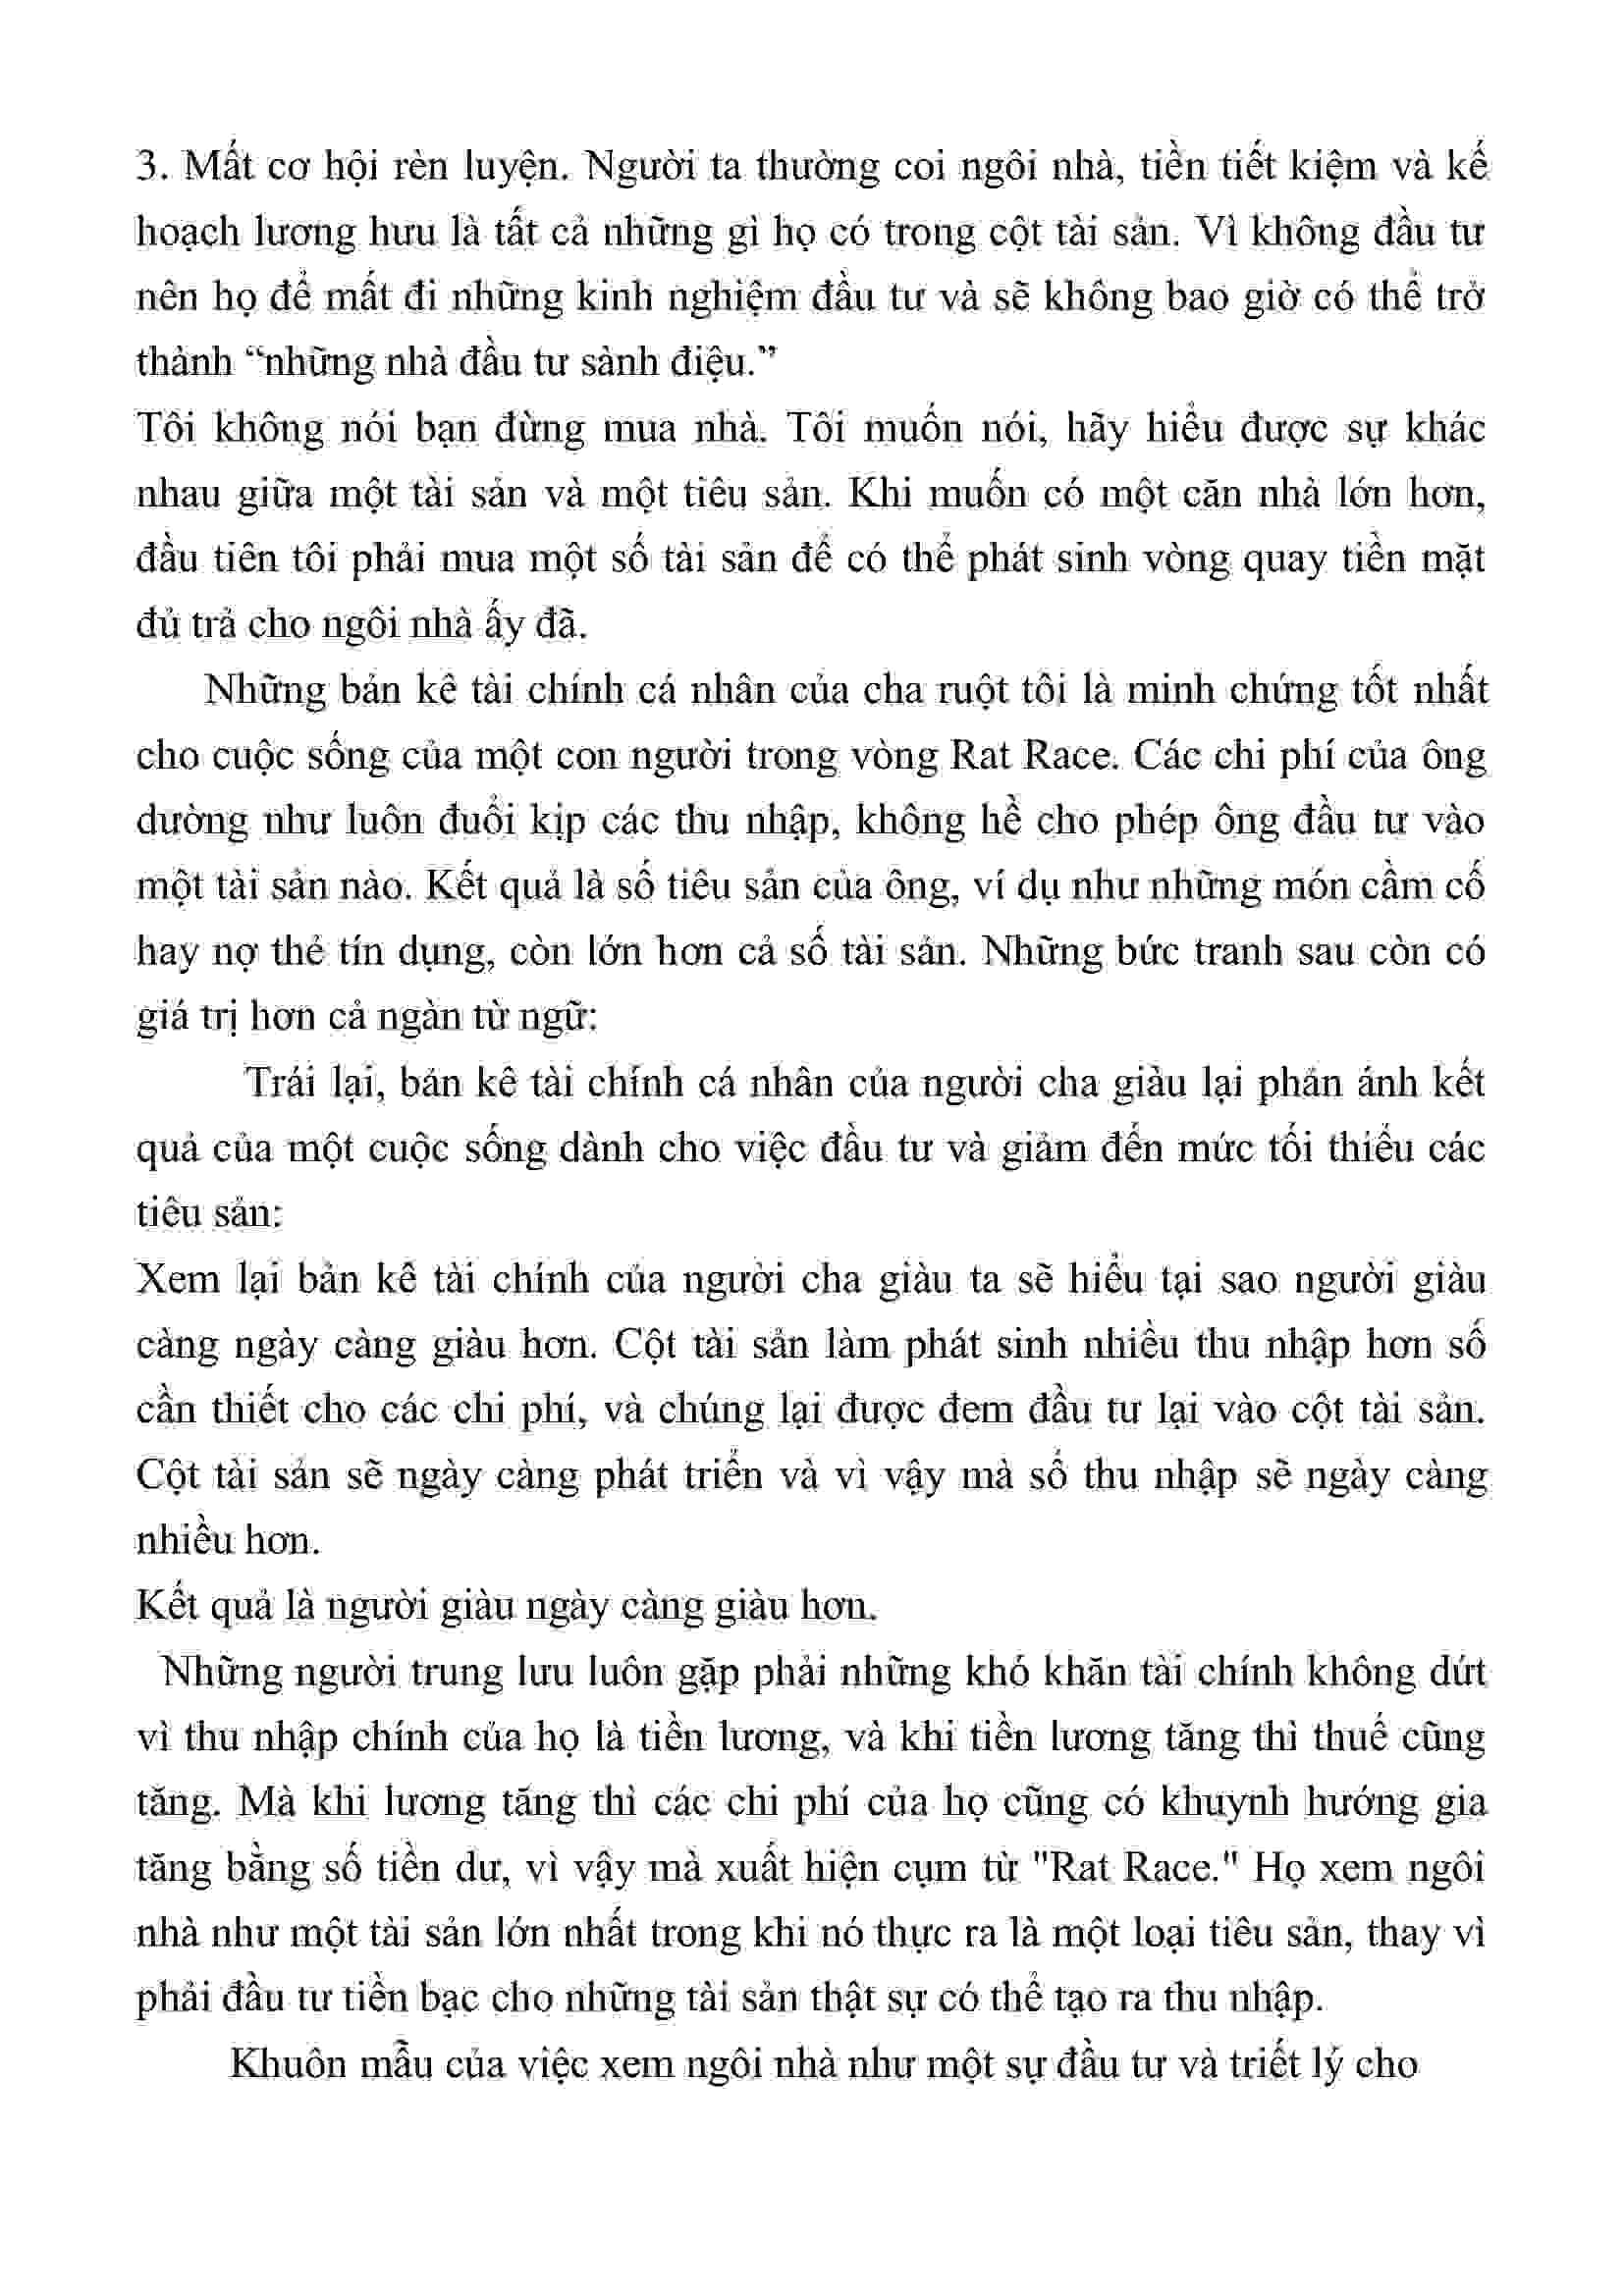 3. Mất cơ hội rèn luyện. Người ta thường coi ngôi nhà, tiền tiết kiệm và kế
hoạch lương hưu là tất cả những gì họ có trong cột tài sản. Vì không đầu tư
nên họ để mất đi những kinh nghiệm đầu tư và sẽ không bao giờ có thể trở
thành “những nhà đầu tư sành điệu.”
Tôi không nói bạn đừng mua nhà. Tôi muốn nói, hãy hiểu được sự khác
nhau giữa một tài sản và một tiêu sản. Khi muốn có một căn nhà lớn hơn,
đầu tiên tôi phải mua một số tài sản để có thể phát sinh vòng quay tiền mặt
đủ trả cho ngôi nhà ấy đã.
Những bản kê tài chính cá nhân của cha ruột tôi là minh chứng tốt nhất
cho cuộc sống của một con người trong vòng Rat Race. Các chi phí của ông
dường như luôn đuổi kịp các thu nhập, không hề cho phép ông đầu tư vào
một tài sản nào. Kết quả là số tiêu sản của ông, ví dụ như những món cầm cố
hay nợ thẻ tín dụng, còn lớn hơn cả số tài sản. Những bức tranh sau còn có
giá trị hơn cả ngàn từ ngữ:
Trái lại, bản kê tài chính cá nhân của người cha giàu lại phản ánh kết
quả của một cuộc sống dành cho việc đầu tư và giảm đến mức tối thiểu các
tiêu sản:
Xem lại bản kê tài chính của người cha giàu ta sẽ hiểu tại sao người giàu
càng ngày càng giàu hơn. Cột tài sản làm phát sinh nhiều thu nhập hơn số
cần thiết cho các chi phí, và chúng lại được đem đầu tư lại vào cột tài sản.
Cột tài sản sẽ ngày càng phát triển và vì vậy mà số thu nhập sẽ ngày càng
nhiều hơn.
Kết quả là người giàu ngày càng giàu hơn.
Những người trung lưu luôn gặp phải những khó khăn tài chính không dứt
vì thu nhập chính của họ là tiền lương, và khi tiền lương tăng thì thuế cũng
tăng. Mà khi lương tăng thì các chi phí của họ cũng có khuynh hướng gia
tăng bằng số tiền dư, vì vậy mà xuất hiện cụm từ "Rat Race." Họ xem ngôi
nhà như một tài sản lớn nhất trong khi nó thực ra là một loại tiêu sản, thay vì
phải đầu tư tiền bạc cho những tài sản thật sự có thể tạo ra thu nhập.
Khuôn mẫu của việc xem ngôi nhà như một sự đầu tư và triết lý cho